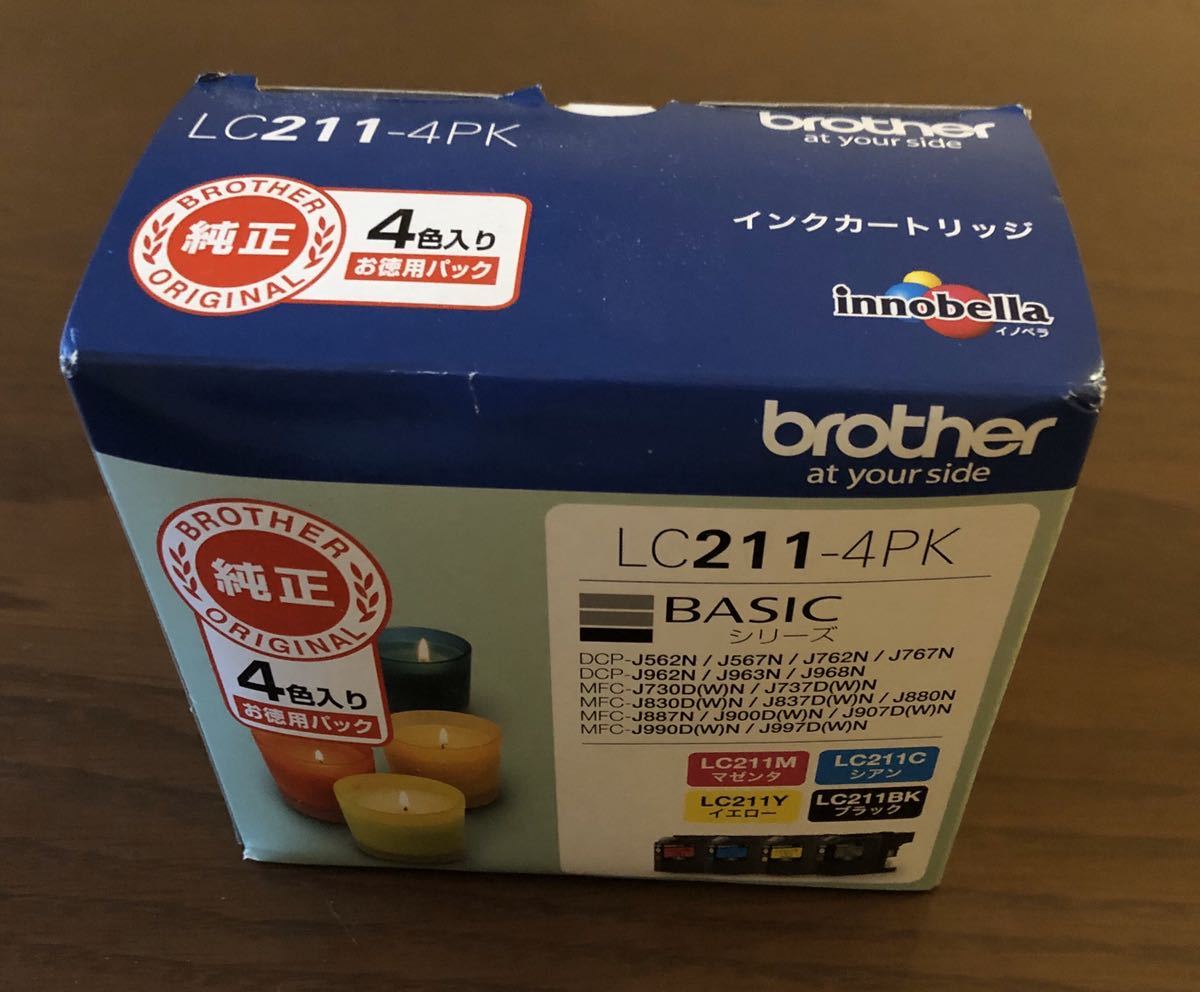 LC211-4PK
brother
at your side
BROTHER
純正
ORIGINAL
4色入り
お徳用パック
インクカートリッジ
innobella
イノベラ
brother
at your side
BROTHER
純正
ORIGINAL
4色入り
お徳用パック
LC211-4PK
BASIC
シリーズ
DCP-J562N / J567N / J762N / J767N
DCP-J962N / J963N / J968N
MFC-J730D(W)N / J737D(W)N
MFC-J830D(W)N / J837D(W)N / J880N
MFC-J887N / J900D(W)N / J907D(W)N
MFC-J990D(W)N / J997D(W)N
LC211M
マゼンタ
LC211C
シアン
LC211Y
イエロー
LC211BK
ブラック